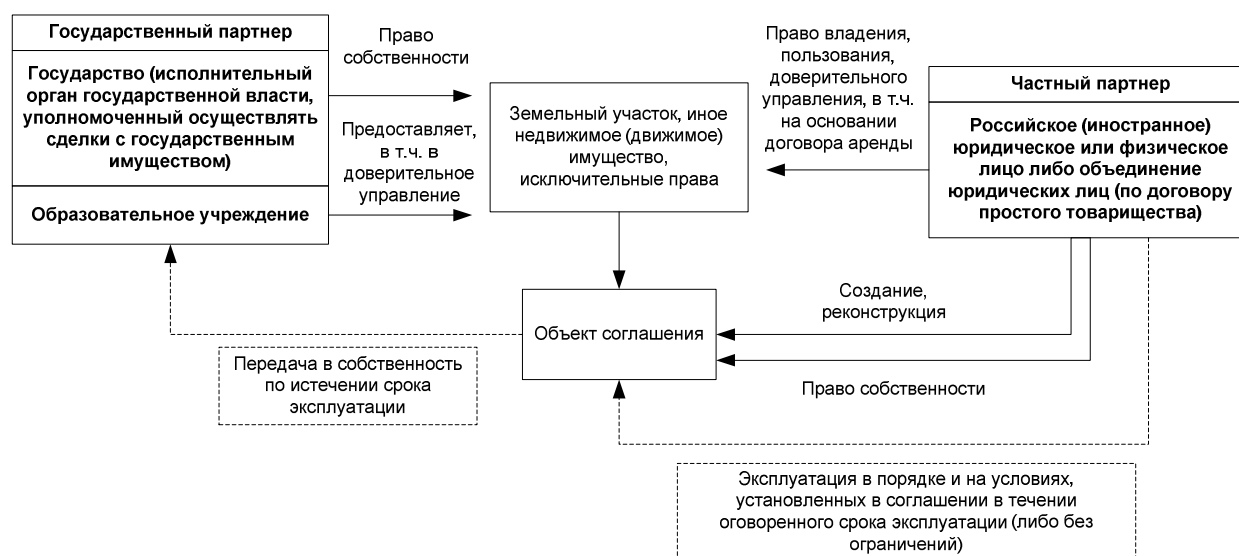 Государственный партнер
Государство (исполнительный
орган государственной власти,
уполномоченный осуществлять
сделки с государственным
имуществом)
Образовательное учреждение
Право
собственности
Предоставляет,
в т.ч. в
доверительное
управление
Земельный участок, иное
недвижимое (движимое)
имущество,
исключительные права
Право владения,
пользования,
доверительного
управления, в т.ч.
на основании
договора аренды
Частный партнер
Российское (иностранное)
юридическое или физическое
лицо либо объединение
юридических лиц (по договору
простого товарищества)
Объект соглашения
Создание,
реконструкция
Право собственности
Передача в собственность
по истечении срока
эксплуатации
Эксплуатация в порядке и на условиях,
установленных в соглашении в течении
оговоренного срока эксплуатации (либо без
ограничений)